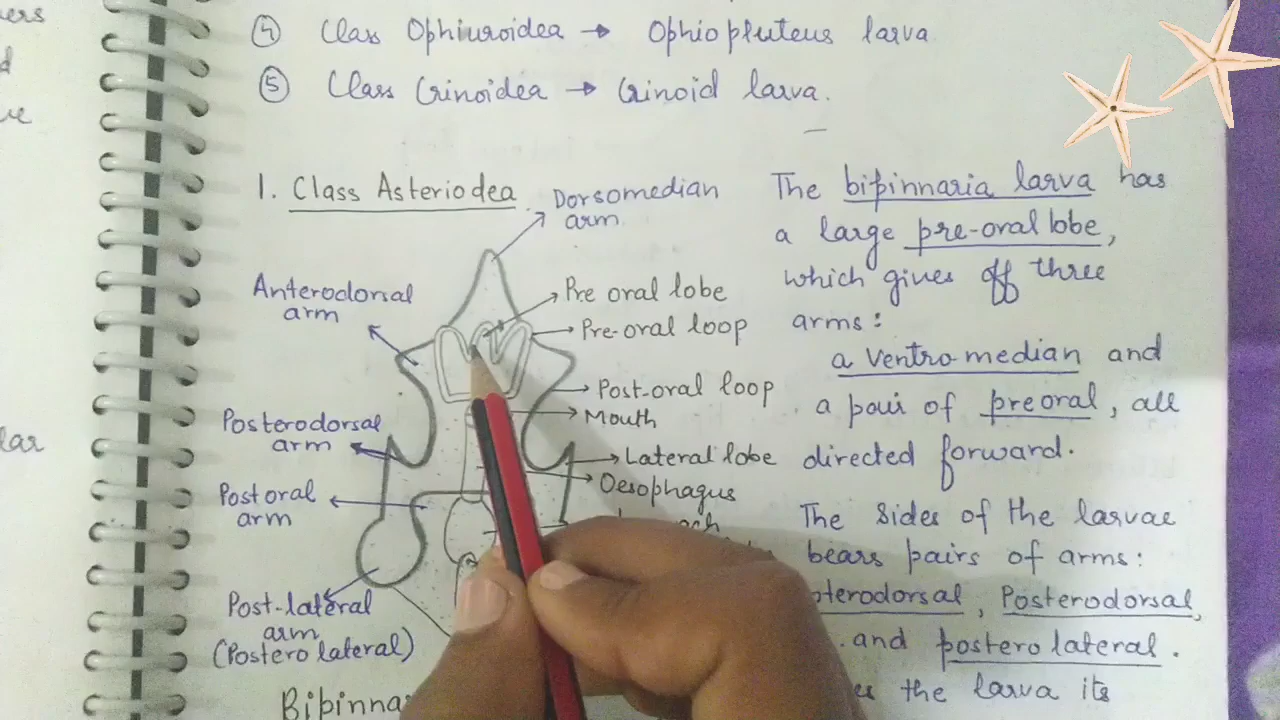 ers
④ Class Ophiuroidea → Ophiopluteus larva
⑤ Class Crinoidea → Crinoid larva.
1. Class Asteriodea
Dorsomedian
arm
Anterodorsal
arm
Pre oral lobe
Pre-oral loop
Post-oral loop
Mouth
Posterodorsal
arm
Lateral lobe
Oesophagus
Post oral
arm
Post-lateral
arm
(Postero lateral)
Bipinna
The bipinnaria larva has
a large pre-oral lobe,
which gives off three
arms:
a ventromedian and
a pair of preoral, all
directed forward.
The sides of the larvae
bears pairs of arms:
terodorsal, Posterodorsal,
and postero lateral.
the larva its